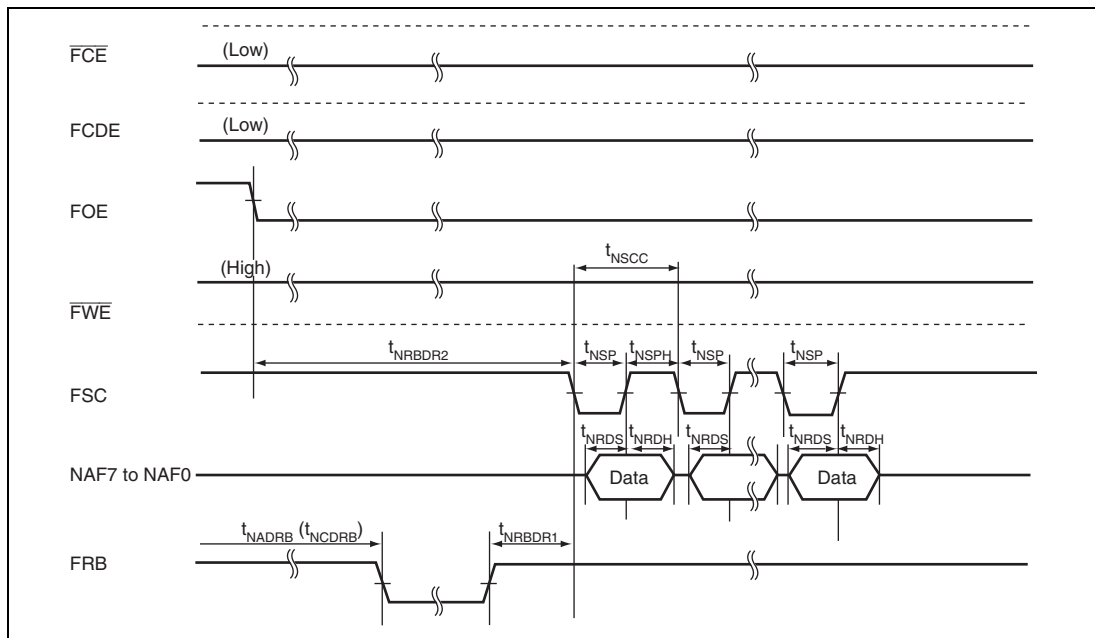 FCE (Low)
FCDE (Low)
FOE
tNSCC
(High)
FWE
tNRBDR2 tNSP tNSPH tNSP tNSP
FSC
tNRDS tNRDH tNRDS tNRDS tNRDH
NAF7 to NAF0 Data Data
tNADRB (tNCDRB) tNRBDR1
FRB